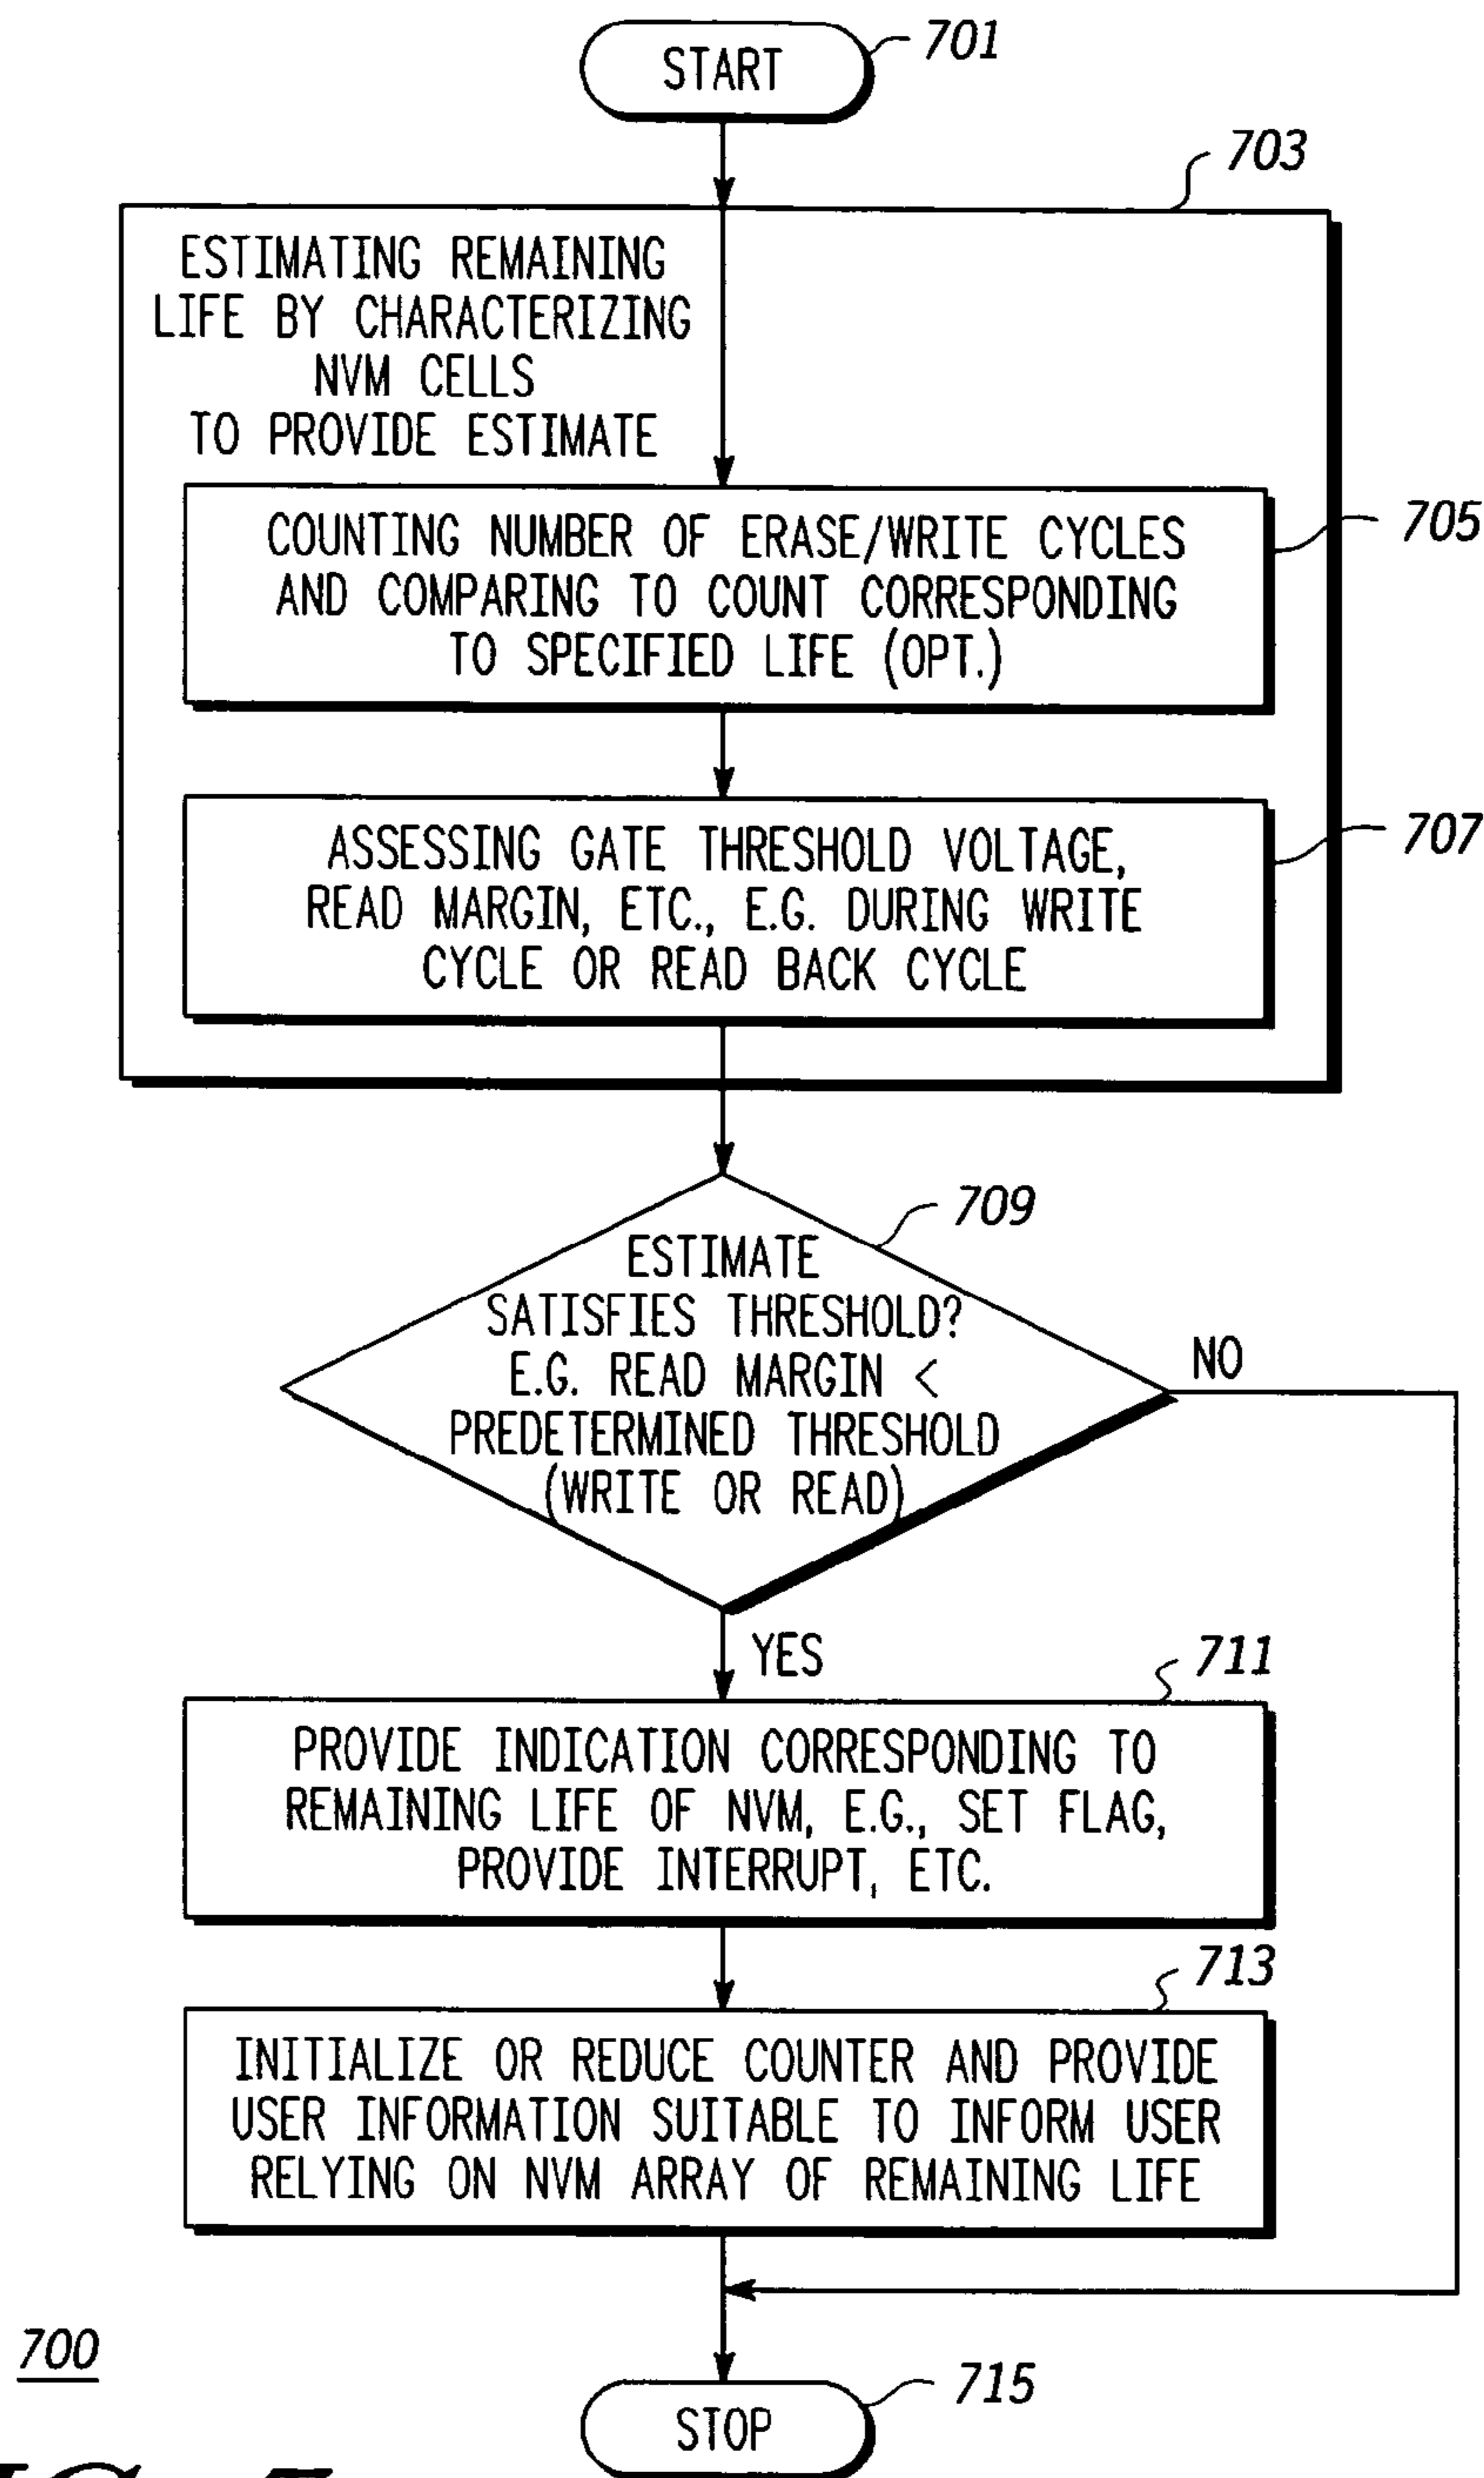 START
701
703
ESTIMATING REMAINING
LIFE BY CHARACTERIZING
NVM CELLS
TO PROVIDE ESTIMATE
COUNTING NUMBER OF ERASE/WRITE CYCLES
AND COMPARING TO COUNT CORRESPONDING
TO SPECIFIED LIFE (OPT.)
705
ASSESSING GATE THRESHOLD VOLTAGE,
READ MARGIN, ETC., E.G. DURING WRITE
CYCLE OR READ BACK CYCLE
707
709
ESTIMATE
SATISFIES THRESHOLD?
E.G. READ MARGIN <
PREDETERMINED THRESHOLD
(WRITE OR READ)
NO
YES
711
PROVIDE INDICATION CORRESPONDING TO
REMAINING LIFE OF NVM, E.G., SET FLAG,
PROVIDE INTERRUPT, ETC.
713
INITIALIZE OR REDUCE COUNTER AND PROVIDE
USER INFORMATION SUITABLE TO INFORM USER
RELYING ON NVM ARRAY OF REMAINING LIFE
700
715
STOP